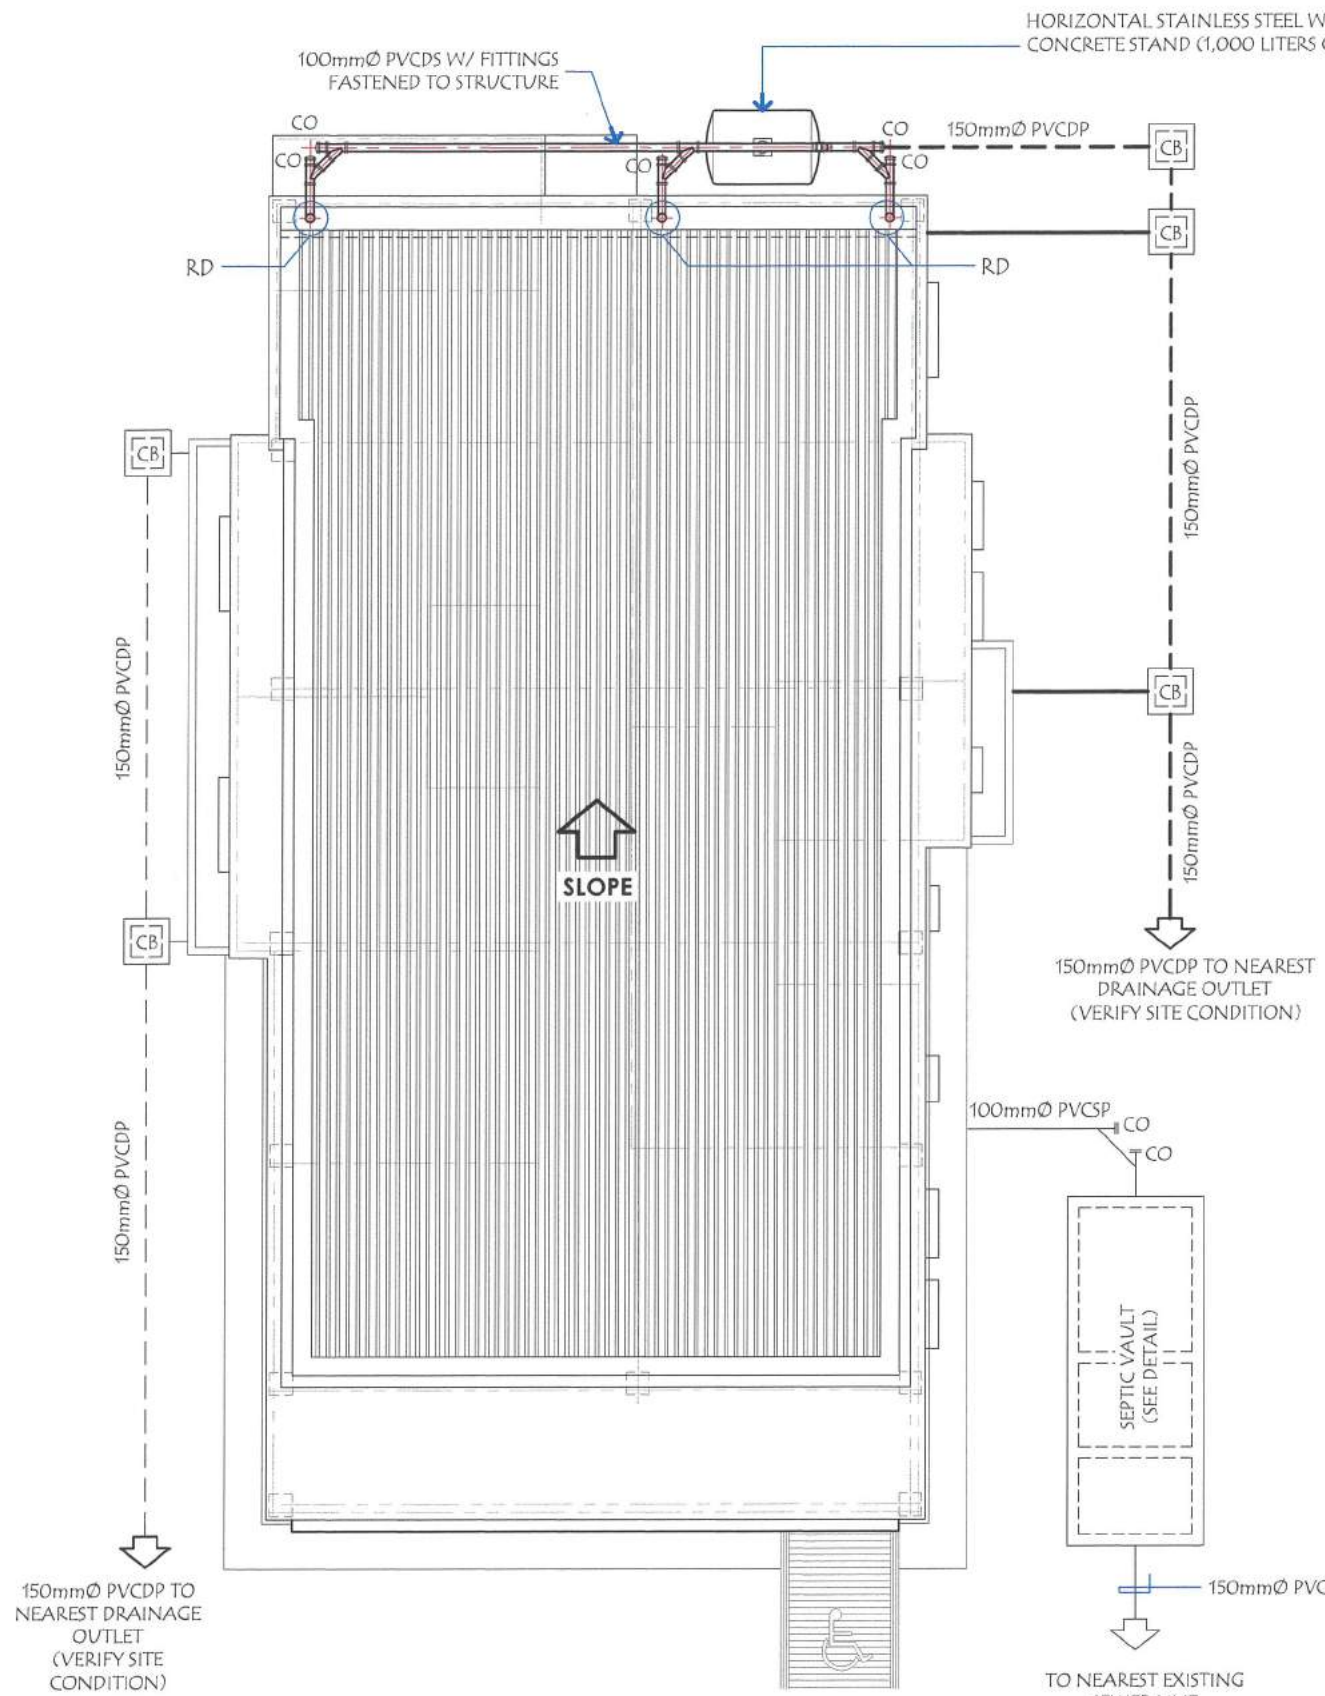 HORIZONTAL STAINLESS STEEL
CONCRETE STAND (1,000 LITERS
100mmØ PVCDS W/ FITTINGS
FASTENED TO STRUCTURE
CO
CO
150mmØ PVCDP
CB
CO
CO
CO
CB
RD
RD
150mmØ PVCDP
CB
150mmØ PVCDP
CB
150mmØ PVCDP
SLOPE
CB
150mmØ PVCDP TO NEAREST
DRAINAGE OUTLET
(VERIFY SITE CONDITION)
100mmØ PVCSP
CO
CO
150mmØ PVCDP
SEPTIC VAULT
(SEE DETAIL)
150mmØ PVCDP TO
NEAREST DRAINAGE
OUTLET
(VERIFY SITE
CONDITION)
150mmØ
TO NEAREST EXISTING